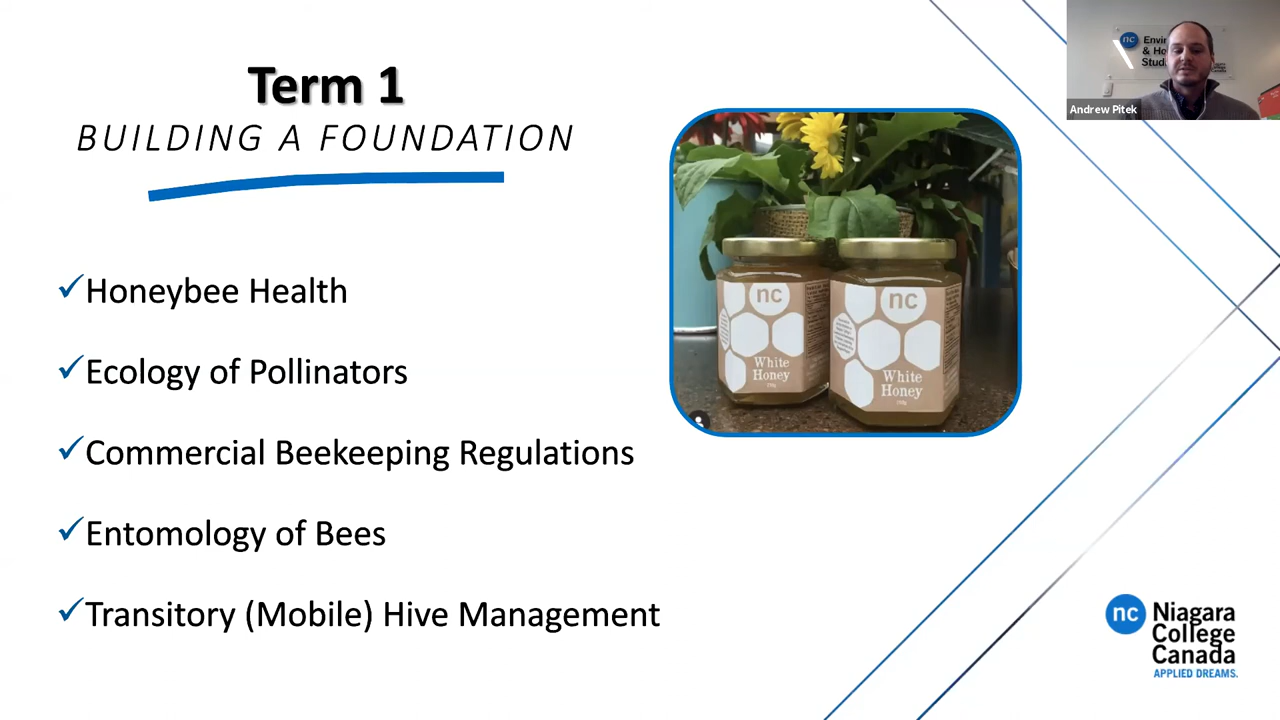 Term 1
BUILDING A FOUNDATION
✓Honeybee Health
✓Ecology of Pollinators
✓Commercial Beekeeping Regulations
✓Entomology of Bees
✓Transitory (Mobile) Hive Management
nc
White
Honey
nc
White
Honey
nc
Andrew Pitek
nc
Niagara
College
Canada
APPLIED DREAMS.